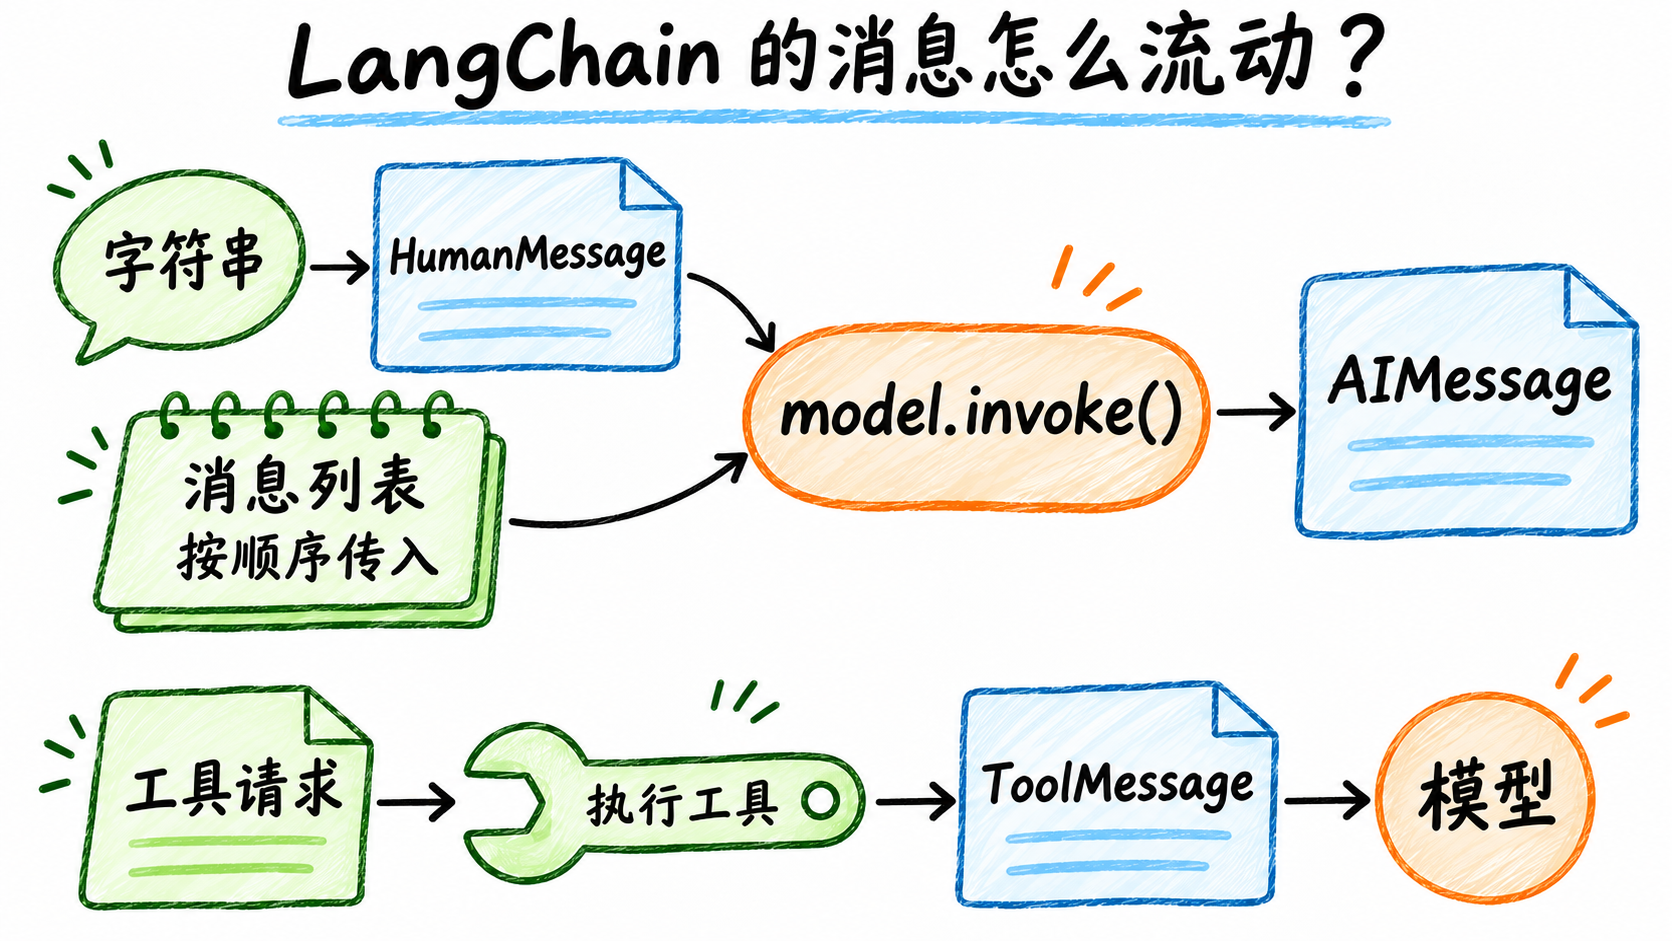 LangChain 的消息怎么流动？
字符串
HumanMessage
model.invoke()
AIMessage
消息列表
按顺序传入
工具请求
执行工具
ToolMessage
模型